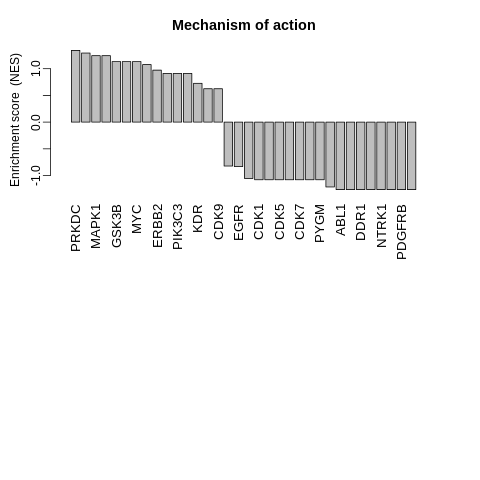 Mechanism of action
Enrichment score (NES)
1.0
0.0
-1.0
PRKDC
MAPK1
GSK3B
MYC
ERBB2
PIK3C3
KDR
CDK9
EGFR
CDK1
CDK5
CDK7
PYGM
ABL1
DDR1
NTRK1
PDGFRB